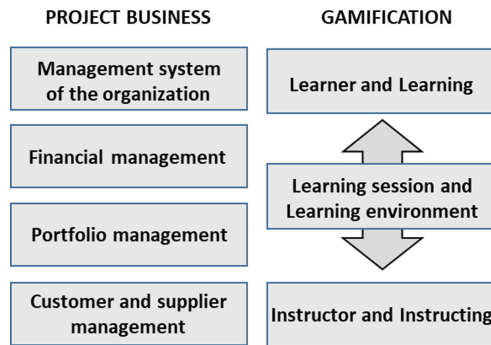 PROJECT BUSINESS
Management system
of the organization
Financial management
Portfolio management
Customer and supplier
management
GAMIFICATION
Learner and Learning
Learning session and
Learning environment
Instructor and Instructing